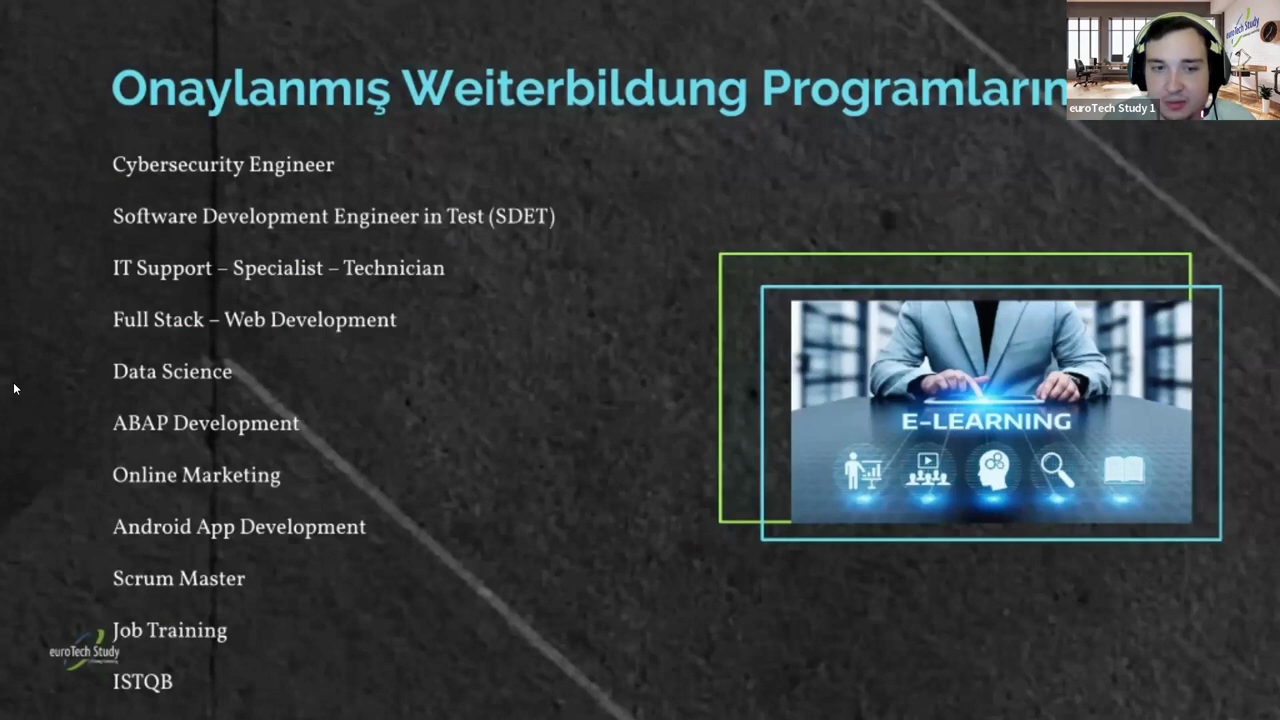 Onaylanmış Weiterbildung Programların
euroTech Study
euroTech Study 1
Cybersecurity Engineer
Software Development Engineer in Test (SDET)
IT Support – Specialist – Technician
Full Stack – Web Development
Data Science
ABAP Development
Online Marketing
Android App Development
Scrum Master
Job Training
ISTQB
E-LEARNING
euroTech Study